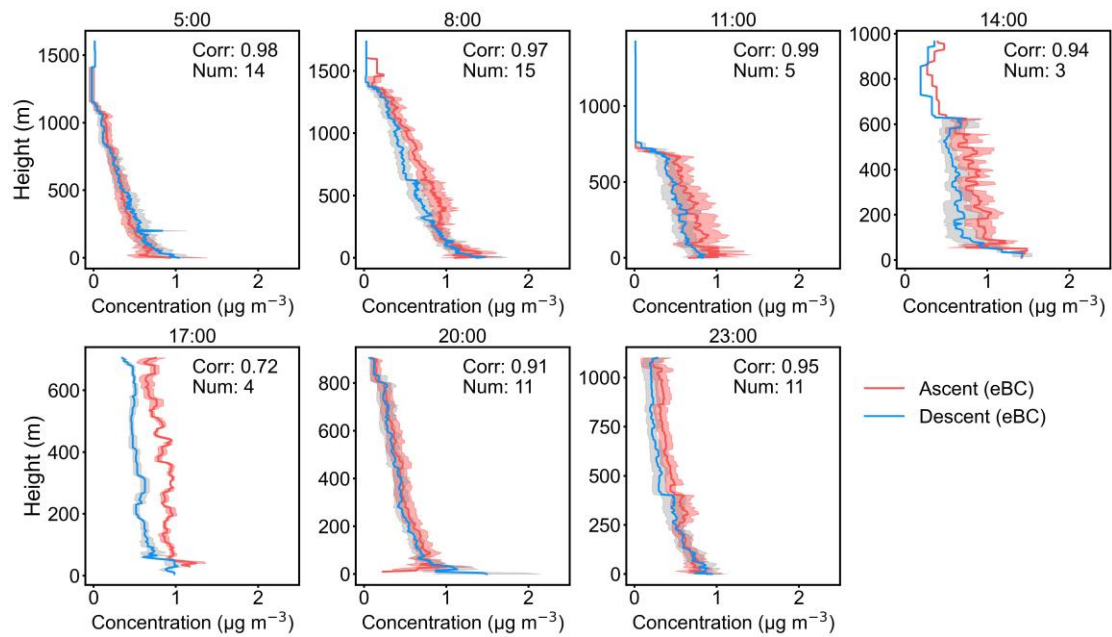 5:00
8:00
11:00
14:00
Corr: 0.98
Num: 14
Corr: 0.97
Num: 15
Corr: 0.99
Num: 5
Corr: 0.94
Num: 3
Height (m)
1500
1000
500
0
1500
1000
500
0
1000
500
0
1000
800
600
400
200
0
0 1 2
0 1 2
0 1 2
0 1 2
Concentration (μg m⁻³)
Concentration (μg m⁻³)
Concentration (μg m⁻³)
Concentration (μg m⁻³)
17:00
20:00
23:00
Corr: 0.72
Num: 4
Corr: 0.91
Num: 11
Corr: 0.95
Num: 11
Height (m)
600
400
200
0
800
600
400
200
0
1000
750
500
250
0
Ascent (eBC)
Descent (eBC)
0 1 2
0 1 2
0 1 2
Concentration (μg m⁻³)
Concentration (μg m⁻³)
Concentration (μg m⁻³)